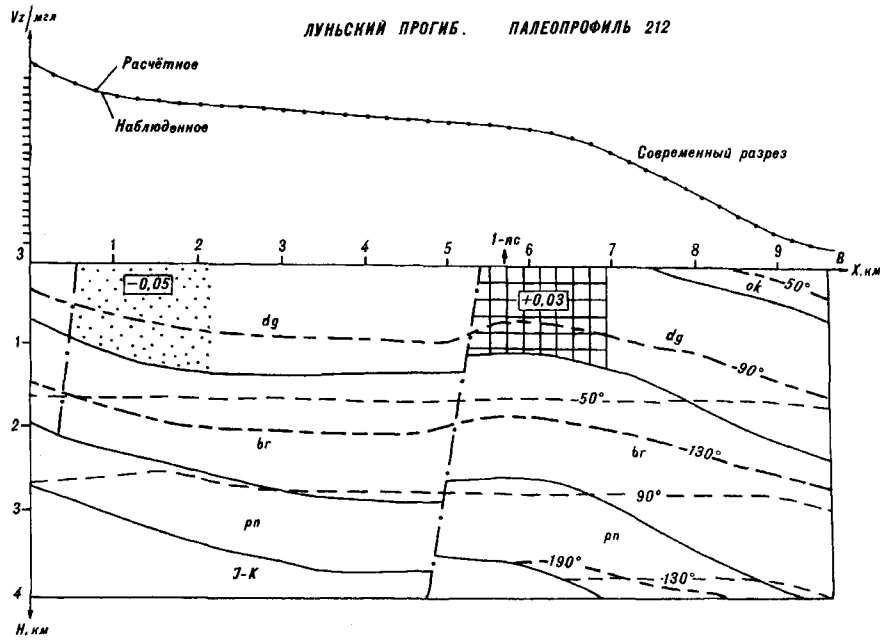 Vz/мгл
ЛУНЬСКИЙ ПРОГИБ. ПАЛЕОПРОФИЛЬ 212
Расчётное
Наблюденное
Современный разрез
З 1 2 3 4 5 1-яс 6 7 8 9 В
X, км
-0,05
+0,03
ok
-50°
dg
dg
1
-90°
-50°
2
br
br
-130°
90°
3
pn
pn
-190°
-130°
J-K
4
H, км